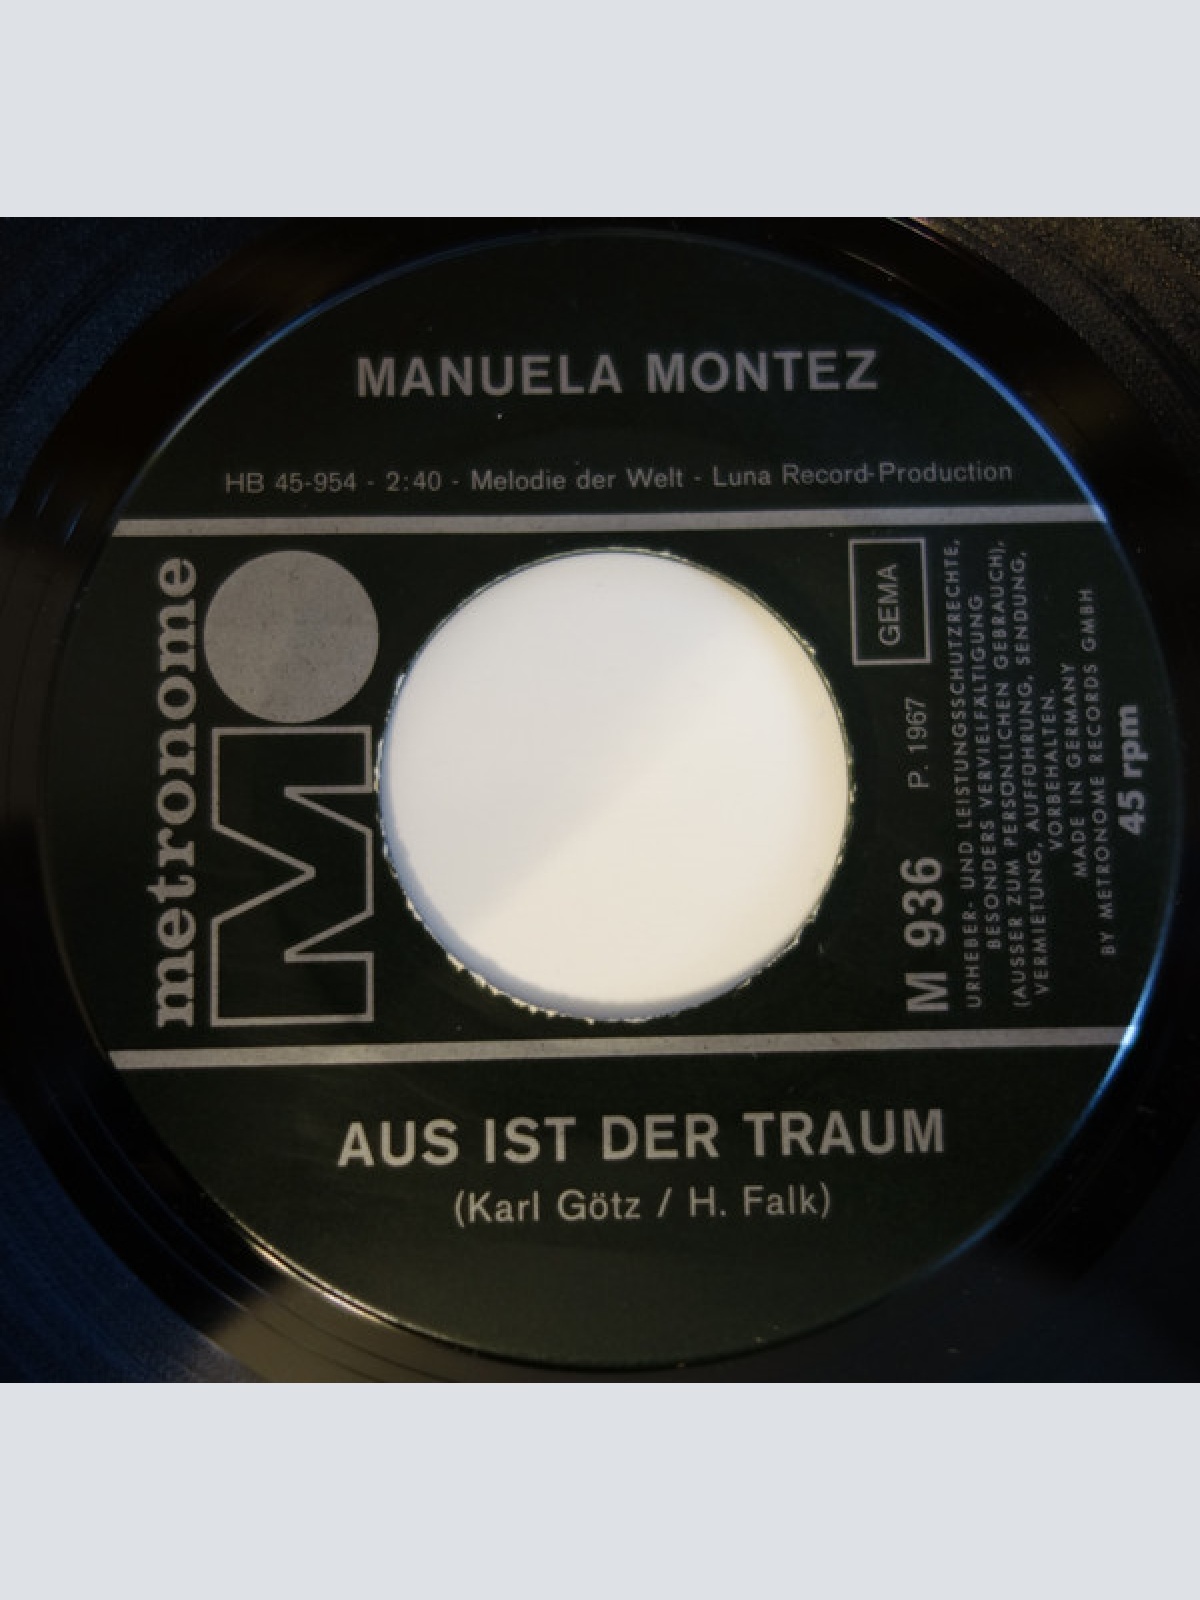 MANUELA MONTEZ
HB 45-954 - 2:40 - Melodie der Welt - Luna Record-Production
metronome
M
GEMA
M 936 P. 1967
URHEBER- UND LEISTUNGSSCHUTZRECHTE,
BESONDERS VERVIELFÄLTIGUNG
(AUSSER ZUM PERSÖNLICHEN GEBRAUCH),
VERMIETUNG, AUFFÜHRUNG, SENDUNG,
VORBEHALTEN.
MADE IN GERMANY
BY METRONOME RECORDS GMBH
45 rpm
AUS IST DER TRAUM
(Karl Götz / H. Falk)